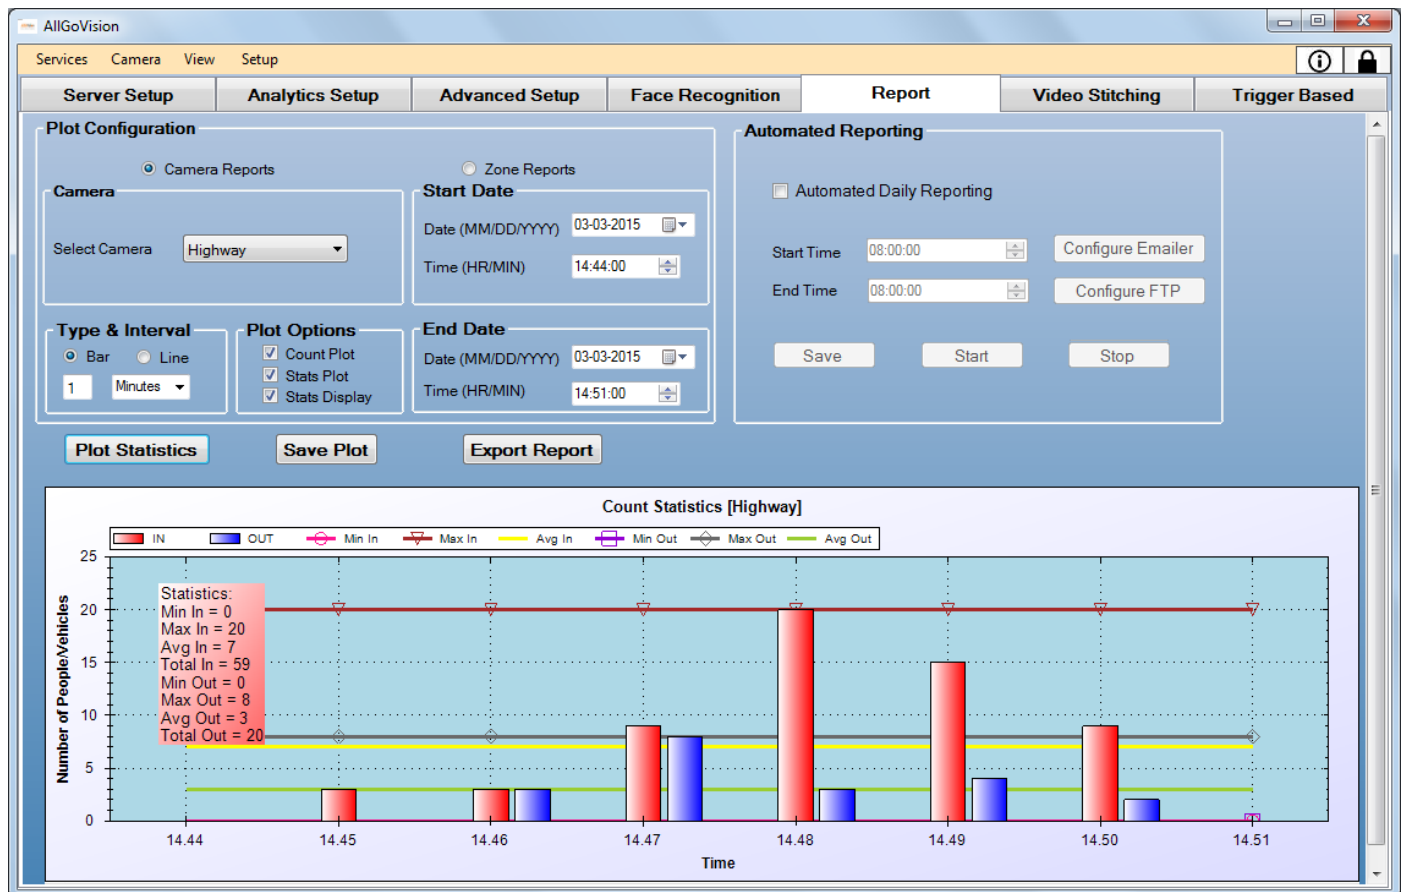 AllGoVision
Services Camera View Setup
Server Setup Analytics Setup Advanced Setup Face Recognition Report Video Stitching Trigger Based
Plot Configuration
Camera Reports Zone Reports
Camera
Select Camera Highway
Start Date
Date (MM/DD/YYYY) 03-03-2015
Time (HR/MIN) 14:44:00
Type & Interval
Bar Line
1 Minutes
Plot Options
Count Plot
Stats Plot
Stats Display
End Date
Date (MM/DD/YYYY) 03-03-2015
Time (HR/MIN) 14:51:00
Automated Reporting
Automated Daily Reporting
Start Time 08:00:00 Configure Emailer
End Time 08:00:00 Configure FTP
Save Start Stop
Plot Statistics Save Plot Export Report
Count Statistics [Highway]
IN OUT Min In Max In Avg In Min Out Max Out Avg Out
Number of People/Vehicles
25
20
15
10
5
0
Statistics:
Min In = 0
Max In = 20
Avg In = 7
Total In = 59
Min Out = 0
Max Out = 8
Avg Out = 3
Total Out = 20
14.44 14.45 14.46 14.47 14.48 14.49 14.50 14.51
Time